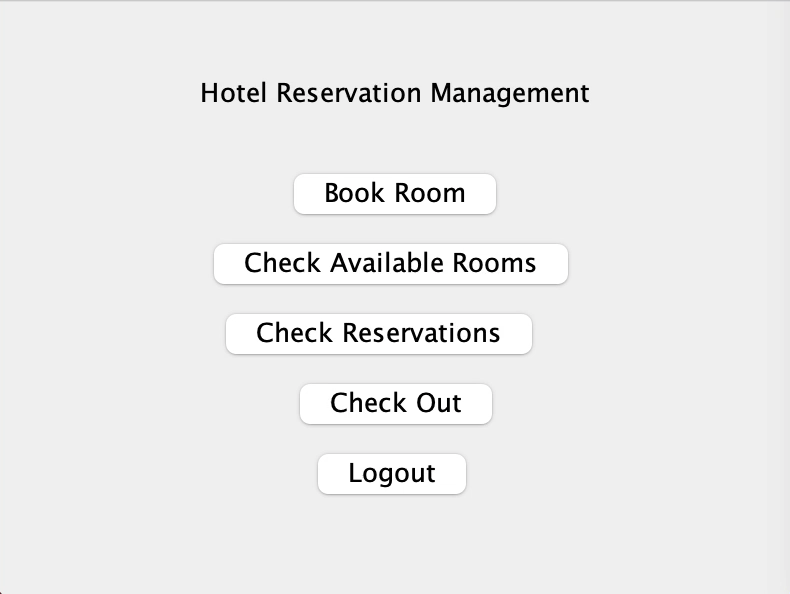 Hotel Reservation Management
Book Room
Check Available Rooms
Check Reservations
Check Out
Logout